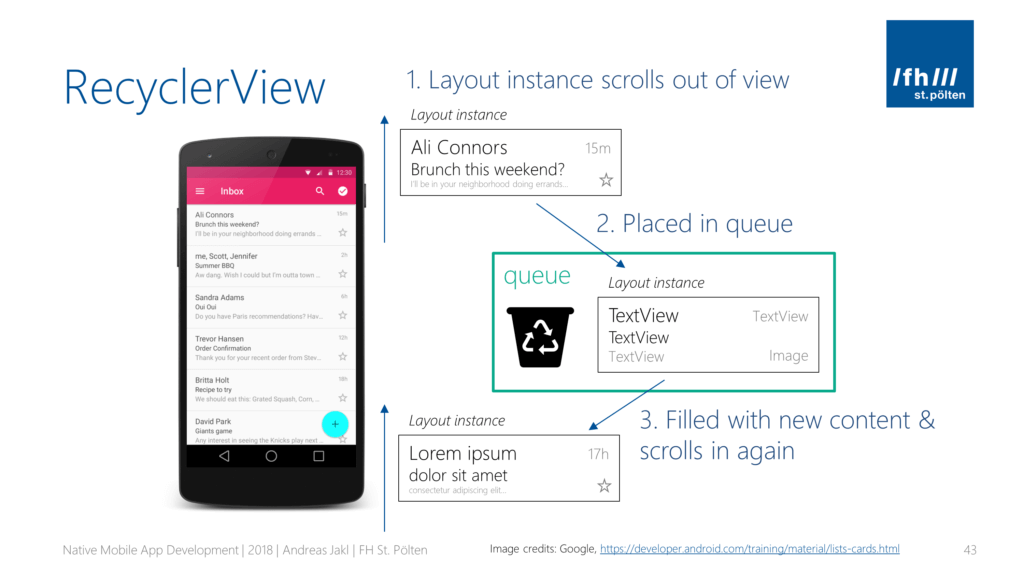 RecyclerView
/fh///
st.pölten
1. Layout instance scrolls out of view
Layout instance
Ali Connors 15m
Brunch this weekend?
I'll be in your neighborhood doing errands...
2. Placed in queue
queue
Layout instance
TextView TextView
TextView
TextView Image
3. Filled with new content &
scrolls in again
Layout instance
Lorem ipsum 17h
dolor sit amet
consectetur adipiscing elit...
12:30
Inbox
Ali Connors 15m
Brunch this weekend?
I'll be in your neighborhood doing errands ...
me, Scott, Jennifer 2h
Summer BBQ
Aw dang. Wish I could but I'm outta town ...
Sandra Adams 6h
Oui Oui
Do you have Paris recommendations? Hav...
Trevor Hansen 12h
Order Confirmation
Thank you for your recent order from Stev...
Britta Holt 18h
Recipe to try
We should eat this: Grated Squash, Corn, ...
David Park
Giants game
Any interest in seeing the Knicks play next ...
Native Mobile App Development | 2018 | Andreas Jakl | FH St. Pölten
Image credits: Google, https://developer.android.com/training/material/lists-cards.html
43